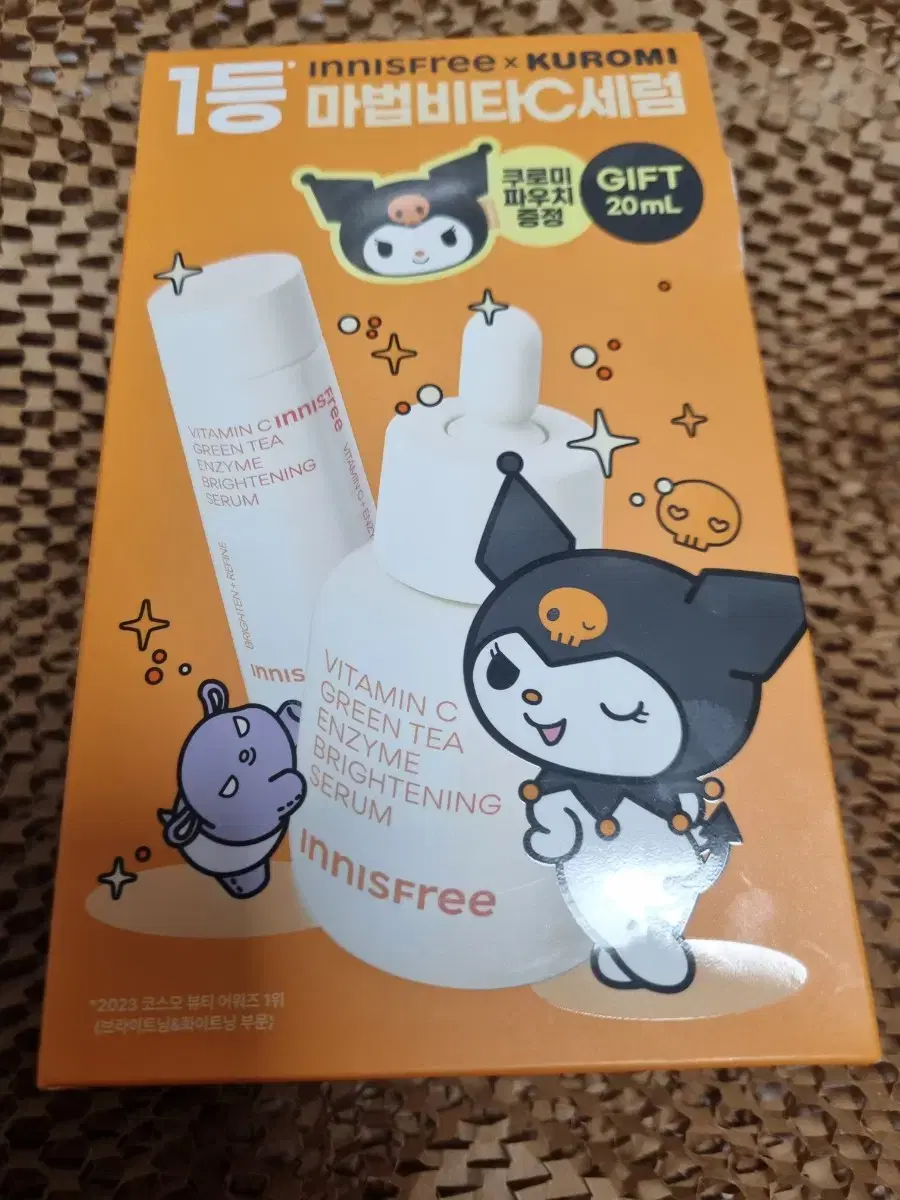 1등*
innisfree × KUROMI
마법비타C세럼
쿠로미
파우치
증정
GIFT
20mL
VITAMIN C
GREEN TEA
ENZYME
BRIGHTENING
SERUM
innisfree
BRIGHTEN + REFINE
innis
VITAMIN C
GREEN TEA
ENZYME
BRIGHTENING
SERUM
innisfree
*2023 코스모 뷰티 어워즈 1위
(브라이트닝&화이트닝 부문)